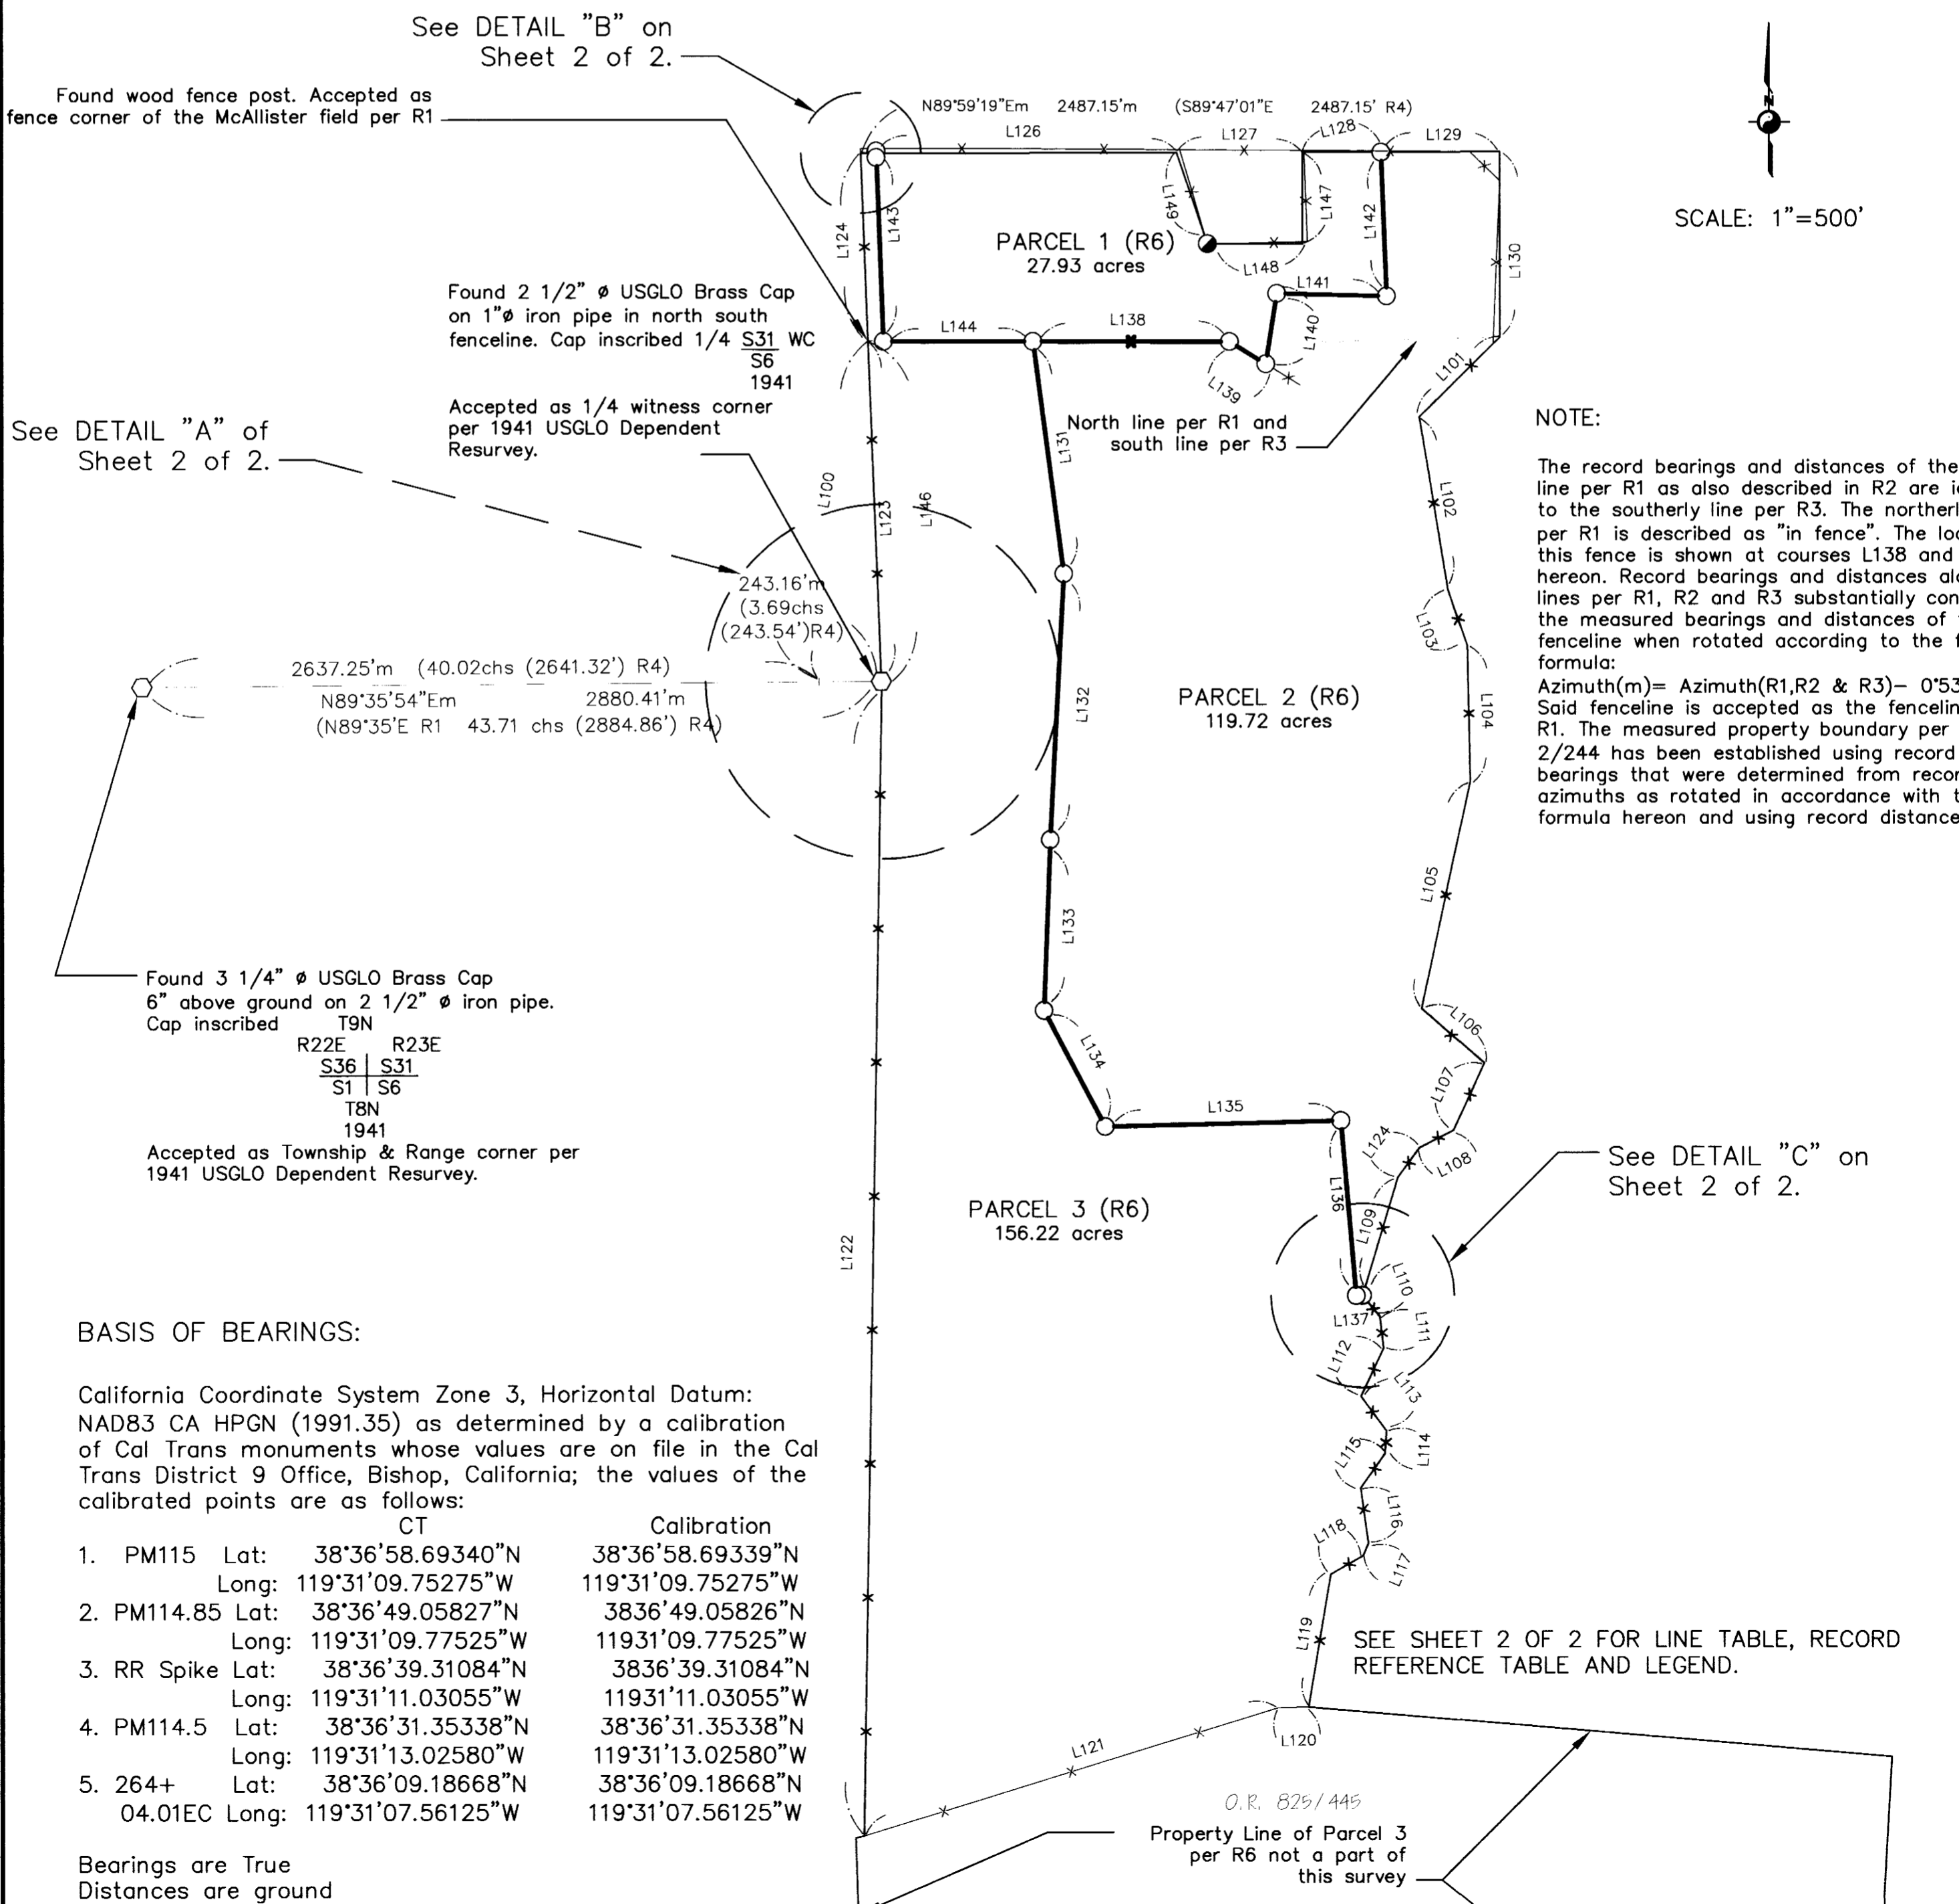 See DETAIL "B" on
Sheet 2 of 2.
Found wood fence post. Accepted as
fence corner of the McAllister field per R1
N89°59'19"Em 2487.15'm (S89°47'01"E 2487.15' R4)
L126
L127
L128
L129
N
SCALE: 1"=500'
L124
L143
L149
L147
L142
L130
PARCEL 1 (R6)
27.93 acres
L148
L141
L140
L144
L138
L139
L101
Found 2 1/2" ø USGLO Brass Cap
on 1"ø iron pipe in north south
fenceline. Cap inscribed 1/4 S31 WC
S6
1941
Accepted as 1/4 witness corner
per 1941 USGLO Dependent
Resurvey.
North line per R1 and
south line per R3
See DETAIL "A" of
Sheet 2 of 2.
NOTE:
The record bearings and distances of the
line per R1 as also described in R2 are
to the southerly line per R3. The
per R1 is described as "in fence". The
this fence is shown at courses L138 and
hereon. Record bearings and distances
lines per R1, R2 and R3 substantially
the measured bearings and distances of
fenceline when rotated according to the
formula:
Azimuth(m)= Azimuth(R1,R2 & R3)- 0°53
Said fenceline is accepted as the
R1. The measured property boundary per
2/244 has been established using record
bearings that were determined from
azimuths as rotated in accordance with
formula hereon and using record
L100
L123
L146
L131
L102
L103
L104
243.16'm
(3.69chs
(243.54')R4)
2637.25'm (40.02chs (2641.32') R4)
N89°35'54"Em 2880.41'm
(N89°35'E R1 43.71 chs (2884.86') R4)
L132
PARCEL 2 (R6)
119.72 acres
L105
L133
Found 3 1/4" ø USGLO Brass Cap
6" above ground on 2 1/2" ø iron pipe.
Cap inscribed T9N
R22E R23E
S36 S31
S1 S6
T8N
1941
Accepted as Township & Range corner per
1941 USGLO Dependent Resurvey.
L134
L135
L106
L107
L124
L108
See DETAIL "C" on
Sheet 2 of 2.
L136
L109
PARCEL 3 (R6)
156.22 acres
L122
L110
L137
L111
L112
L113
L114
L115
L116
L118
L117
L119
BASIS OF BEARINGS:
California Coordinate System Zone 3, Horizontal Datum:
NAD83 CA HPGN (1991.35) as determined by a calibration
of Cal Trans monuments whose values are on file in the Cal
Trans District 9 Office, Bishop, California; the values of the
calibrated points are as follows:
CT Calibration
1. PM115 Lat: 38°36'58.69340"N 38°36'58.69339"N
Long: 119°31'09.75275"W 119°31'09.75275"W
2. PM114.85 Lat: 38°36'49.05827"N 3836'49.05826"N
Long: 119°31'09.77525"W 11931'09.77525"W
3. RR Spike Lat: 38°36'39.31084"N 3836'39.31084"N
Long: 119°31'11.03055"W 11931'11.03055"W
4. PM114.5 Lat: 38°36'31.35338"N 38°36'31.35338"N
Long: 119°31'13.02580"W 119°31'13.02580"W
5. 264+ Lat: 38°36'09.18668"N 38°36'09.18668"N
04.01EC Long: 119°31'07.56125"W 119°31'07.56125"W
Bearings are True
Distances are ground
SEE SHEET 2 OF 2 FOR LINE TABLE, RECORD
REFERENCE TABLE AND LEGEND.
L120
L121
O.R. 825/445
Property Line of Parcel 3
per R6 not a part of
this survey